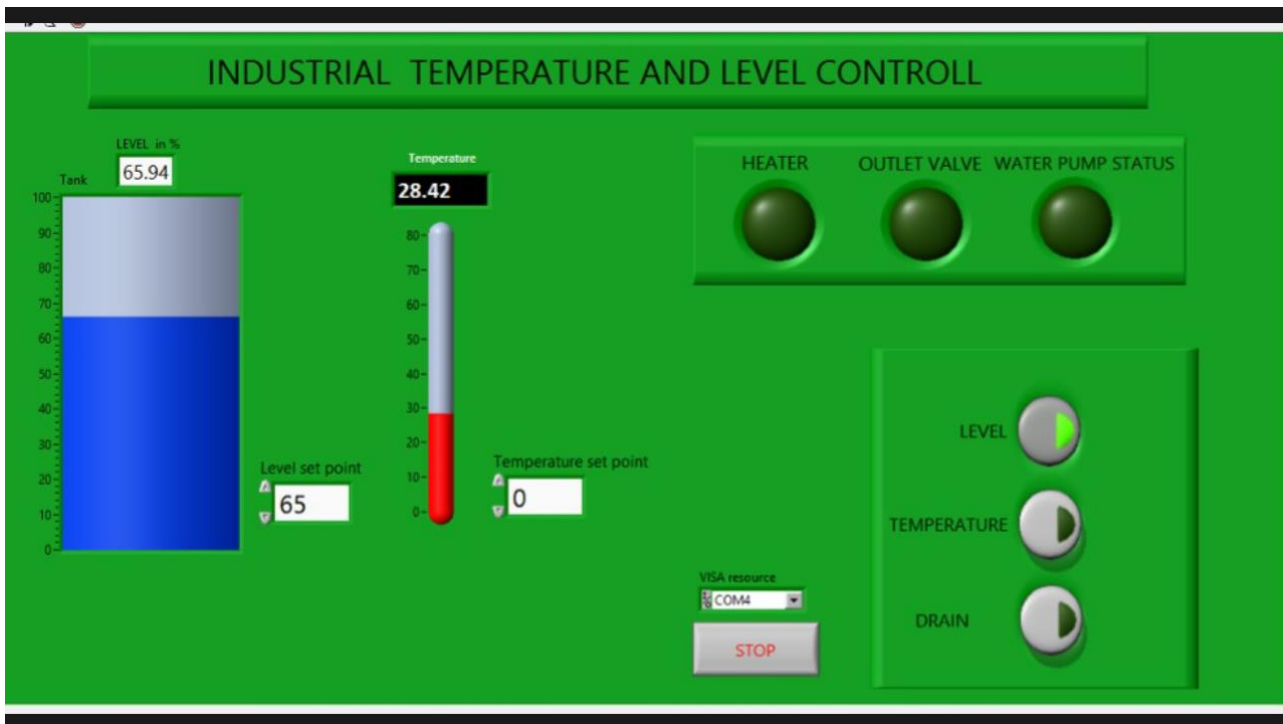 INDUSTRIAL TEMPERATURE AND LEVEL CONTROLL
LEVEL in %
65.94
Tank
100
90
80
70
60
50
40
30
20
10
0
Level set point
65
Temperature
28.42
80
70
60
50
40
30
20
10
0
Temperature set point
0
HEATER OUTLET VALVE WATER PUMP STATUS
LEVEL
TEMPERATURE
DRAIN
VISA resource
COM4
STOP